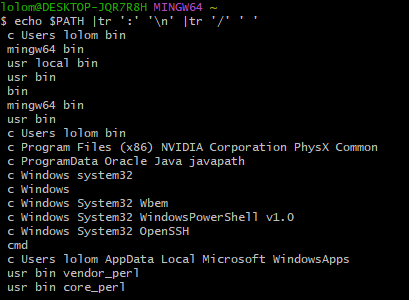 lolom@DESKTOP-JQR7R8H MINGW64 ~
$ echo $PATH |tr ':' '\n' |tr '/' ' '
 c Users lolom bin
 mingw64 bin
 usr local bin
 usr bin
 bin
 mingw64 bin
 usr bin
 c Users lolom bin
 c Program Files (x86) NVIDIA Corporation PhysX Common
 c ProgramData Oracle Java javapath
 c Windows system32
 c Windows
 c Windows System32 Wbem
 c Windows System32 WindowsPowerShell v1.0
 c Windows System32 OpenSSH
 cmd
 c Users lolom AppData Local Microsoft WindowsApps
 usr bin vendor_perl
 usr bin core_perl